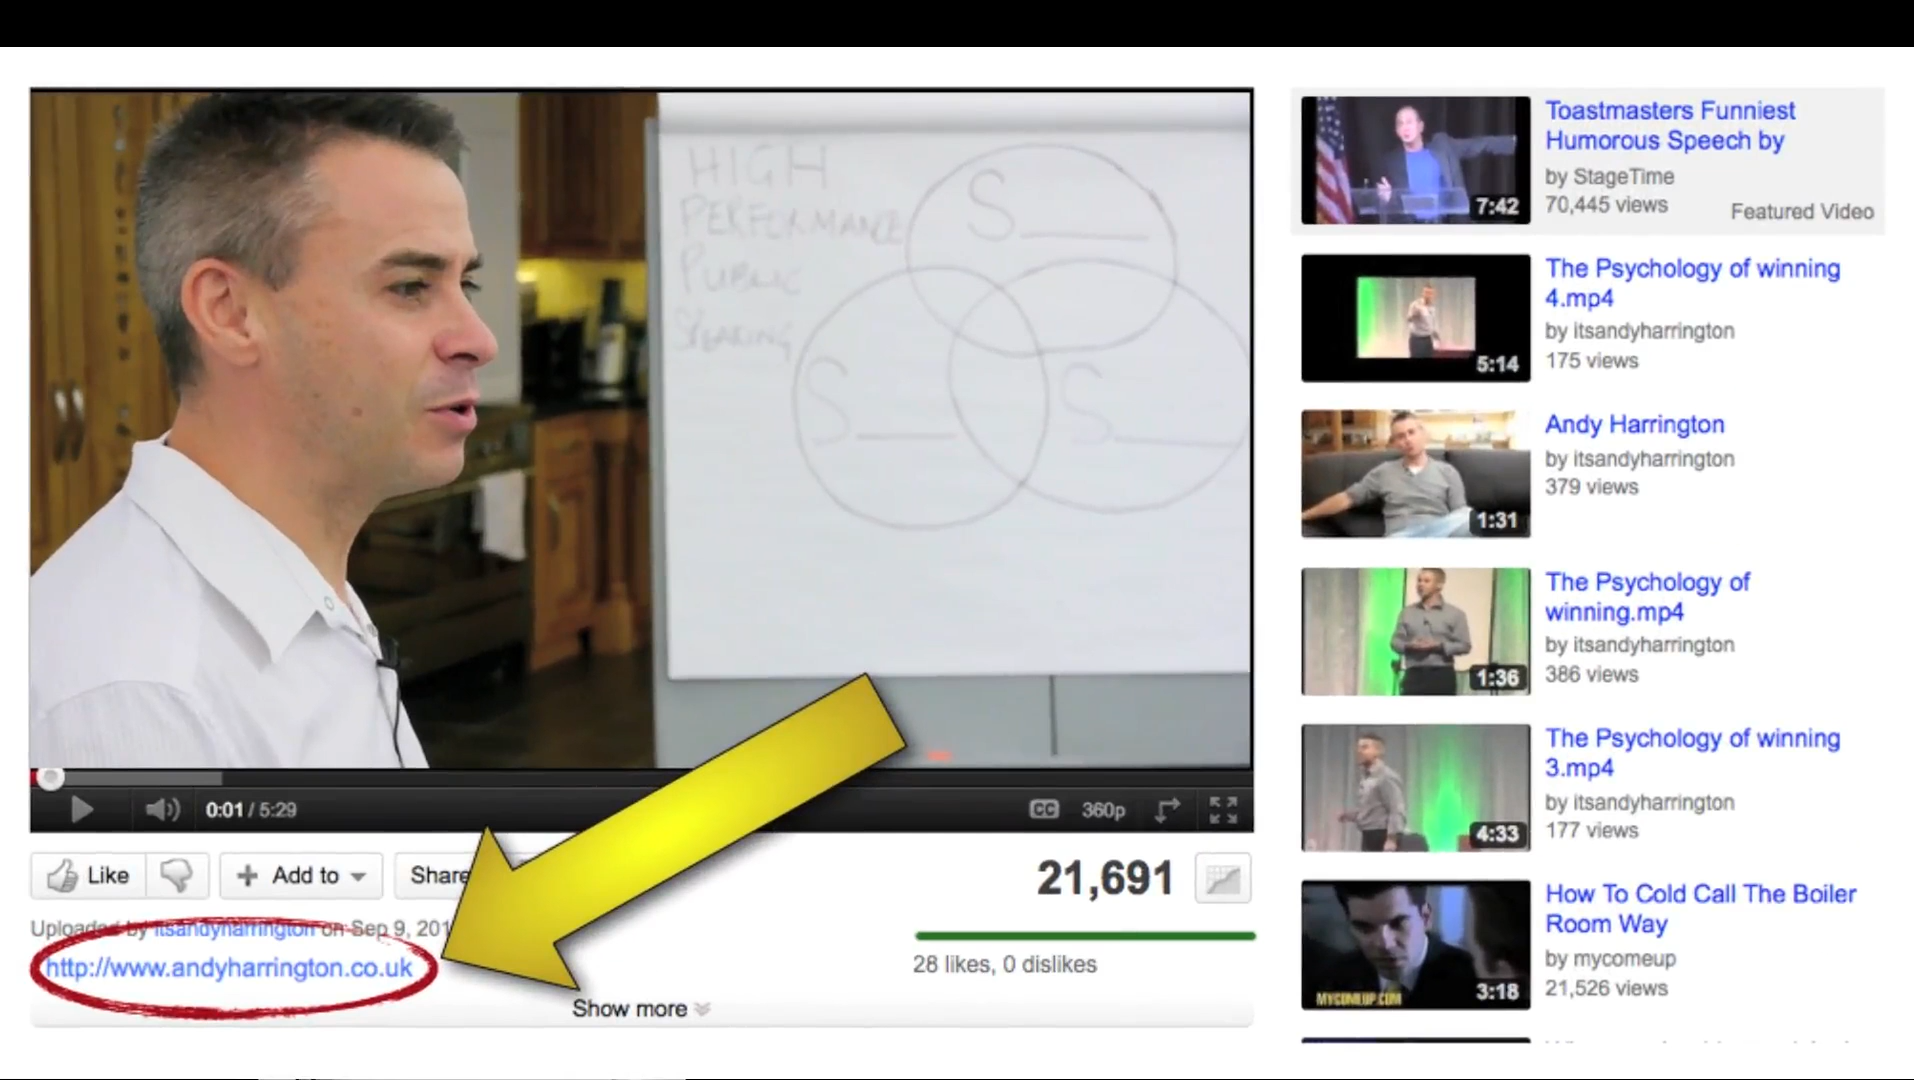 HIGH
PERFORMANCE
PUBLIC
SPEAKING
S
S
S
0:01 / 5:29
CC
360p
Like
Add to
Share
21,691
Uploaded by itsandyharrington on Sep 9, 201
http://www.andyharrington.co.uk
28 likes, 0 dislikes
Show more
Toastmasters Funniest
Humorous Speech by
by StageTime
70,445 views
Featured Video
7:42
The Psychology of winning
4.mp4
by itsandyharrington
175 views
5:14
Andy Harrington
by itsandyharrington
379 views
1:31
The Psychology of
winning.mp4
by itsandyharrington
386 views
1:36
The Psychology of winning
3.mp4
by itsandyharrington
177 views
4:33
How To Cold Call The Boiler
Room Way
by mycomeup
21,526 views
MYCOMEUP.COM
3:18